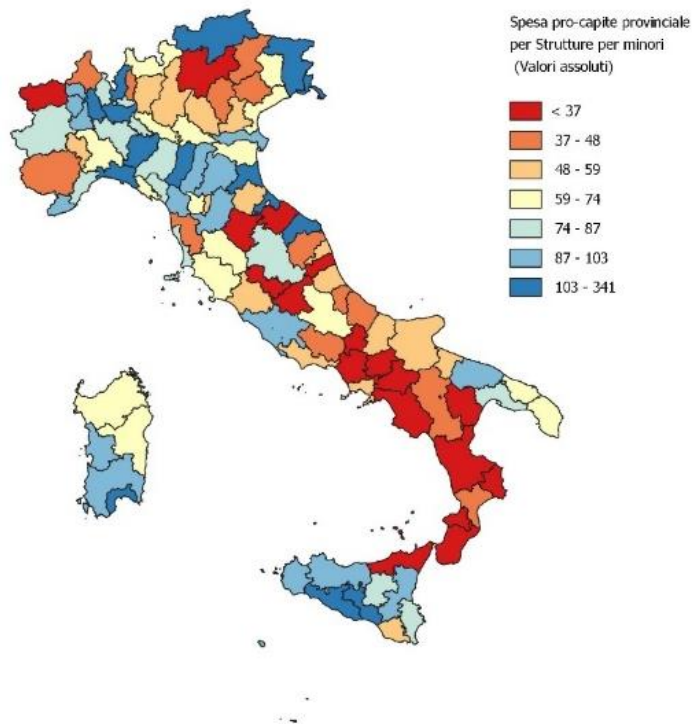 Spesa pro-capite provinciale
per Strutture per minori
(Valori assoluti)
< 37
37 - 48
48 - 59
59 - 74
74 - 87
87 - 103
103 - 341